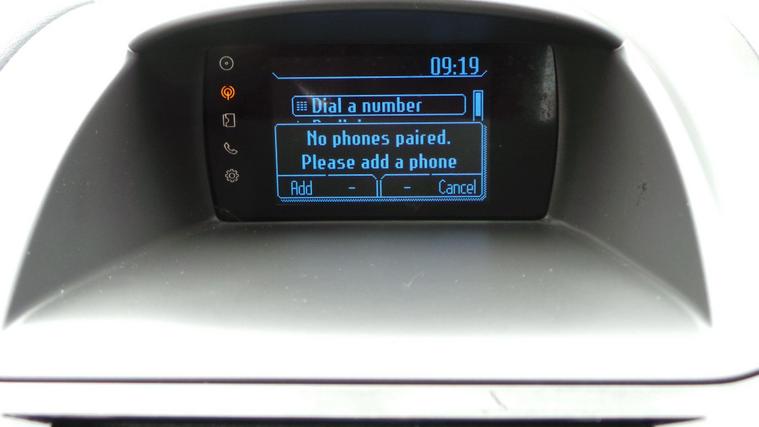 09:19
Dial a number
No phones paired.
Please add a phone
Add - - Cancel